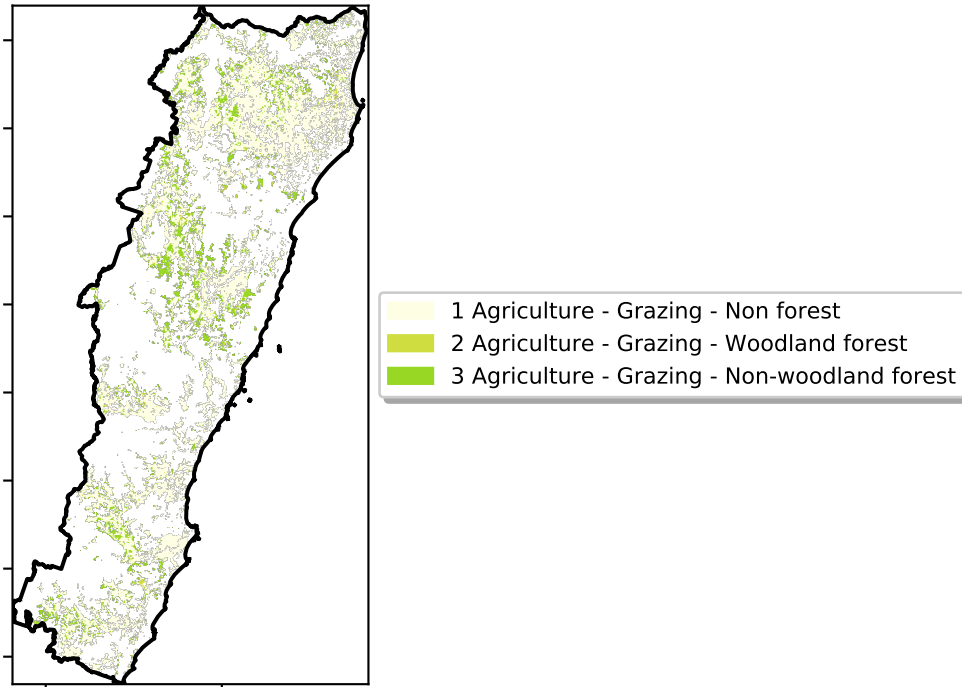 1 Agriculture - Grazing - Non forest
2 Agriculture - Grazing - Woodland forest
3 Agriculture - Grazing - Non-woodland forest